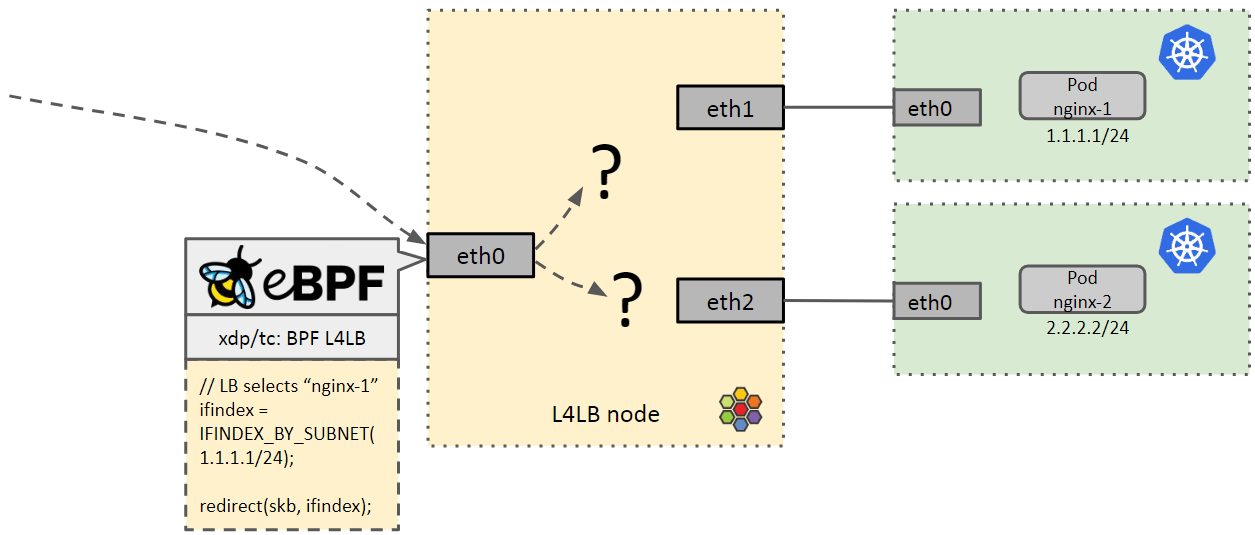 eth1
eth0
Pod
nginx-1
1.1.1.1/24
?
eth0
?
eth2
eth0
Pod
nginx-2
2.2.2.2/24
eBPF
xdp/tc: BPF L4LB
// LB selects “nginx-1”
ifindex =
IFINDEX_BY_SUBNET(
1.1.1.1/24);
redirect(skb, ifindex);
L4LB node